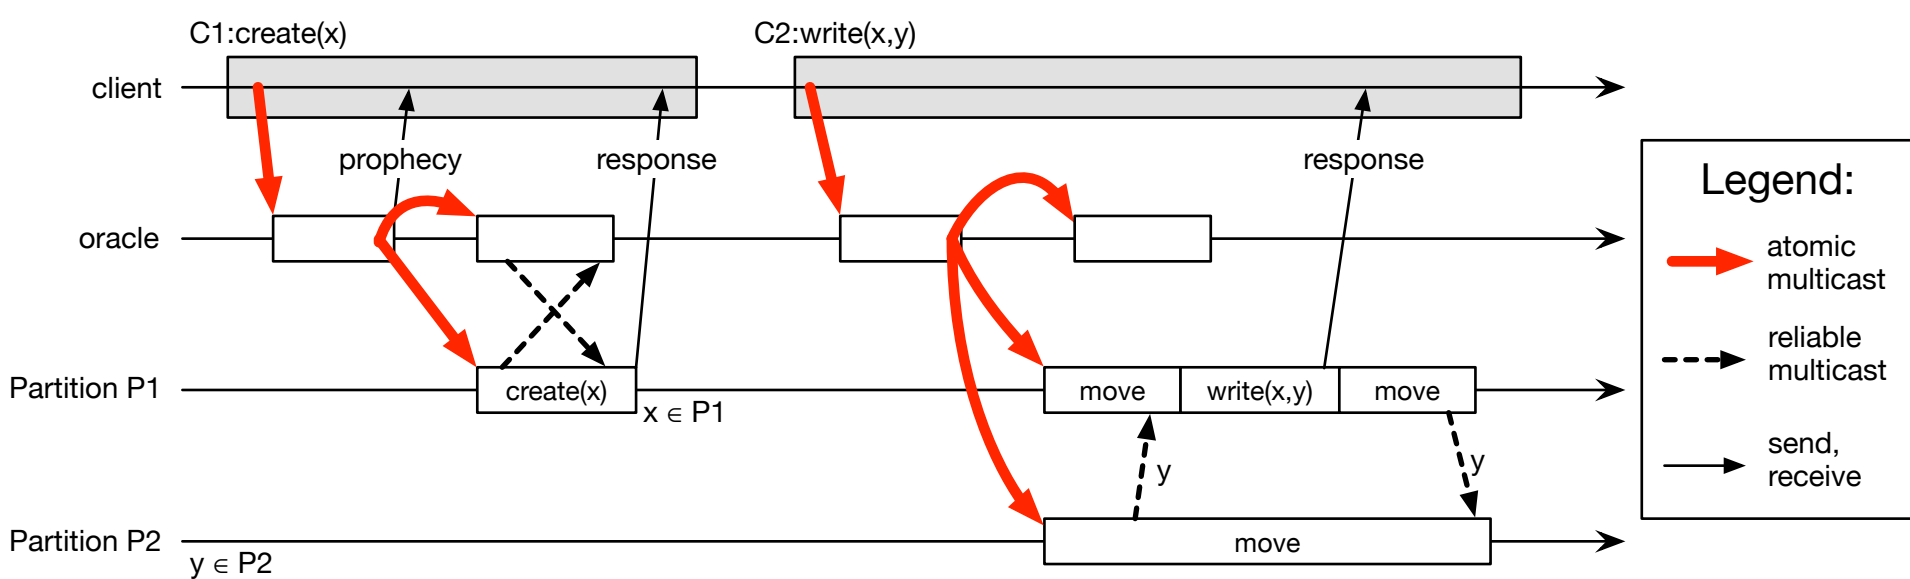 C1:create(x)
C2:write(x,y)
client
prophecy
response
response
oracle
Partition P1
create(x)
x ∈ P1
move
write(x,y)
move
y
y
Partition P2
y ∈ P2
move
Legend:
atomic
multicast
reliable
multicast
send,
receive